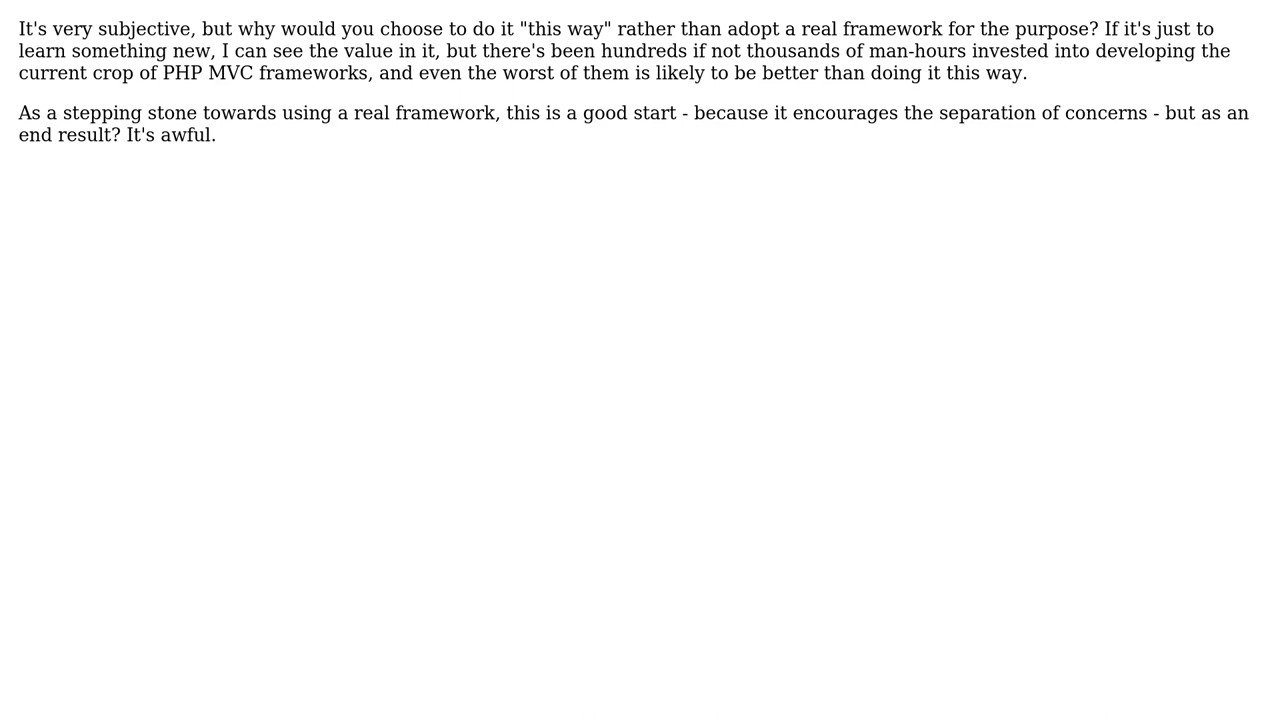 It's very subjective, but why would you choose to do it "this way" rather than adopt a real framework for the purpose? If it's just to
learn something new, I can see the value in it, but there's been hundreds if not thousands of man-hours invested into developing the
current crop of PHP MVC frameworks, and even the worst of them is likely to be better than doing it this way.
As a stepping stone towards using a real framework, this is a good start - because it encourages the separation of concerns - but as an
end result? It's awful.